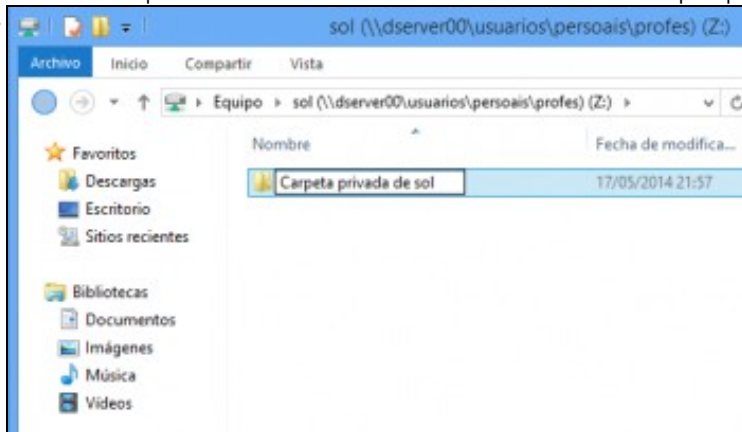 sol (\\dserver00\usuarios\persoais\profes) (Z:)
Archivo Inicio Compartir Vista
Equipo sol (\\dserver00\usuarios\persoais\profes) (Z:)
Nombre Fecha de modifica...
Carpeta privada de sol 17/05/2014 21:57
Favoritos
Descargas
Escritorio
Sitios recientes
Bibliotecas
Documentos
Imágenes
Música
Vídeos